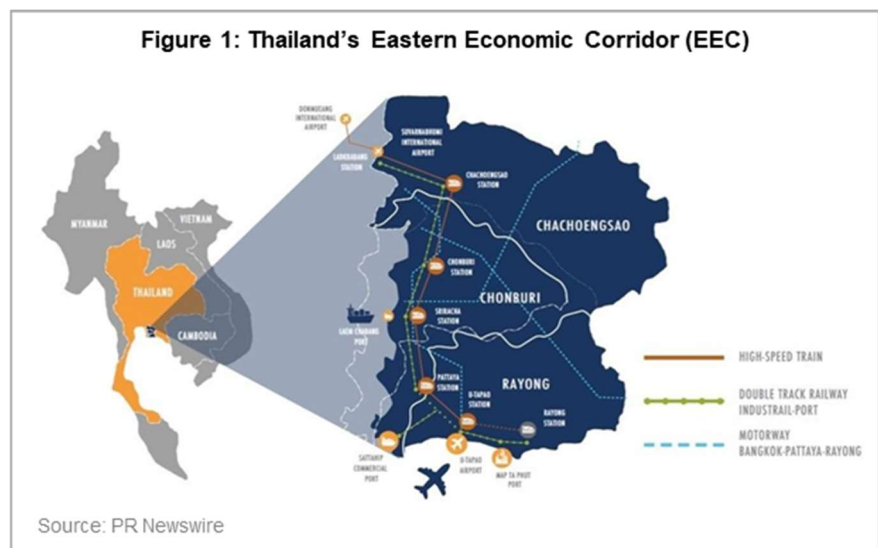 Figure 1: Thailand's Eastern Economic Corridor (EEC)
DONMUEANG
INTERNATIONAL
AIRPORT
SUVARNABHUMI
INTERNATIONAL
AIRPORT
LADKRABANG
STATION
CHACHOENGSAO
STATION
MYANMAR
VIETNAM
LAOS
THAILAND
CAMBODIA
CHACHOENGSAO
CHONBURI
STATION
CHONBURI
SRIRACHA
STATION
LAEM CHABANG
PORT
PATTAYA
STATION
RAYONG
U-TAPAO
STATION
RAYONG
STATION
SATTAHIP
COMMERCIAL
PORT
U-TAPAO
AIRPORT
MAP TA PHUT
PORT
HIGH-SPEED TRAIN
DOUBLE TRACK RAILWAY
INDUSTRAIL-PORT
MOTORWAY
BANGKOK-PATTAYA-RAYONG
Source: PR Newswire